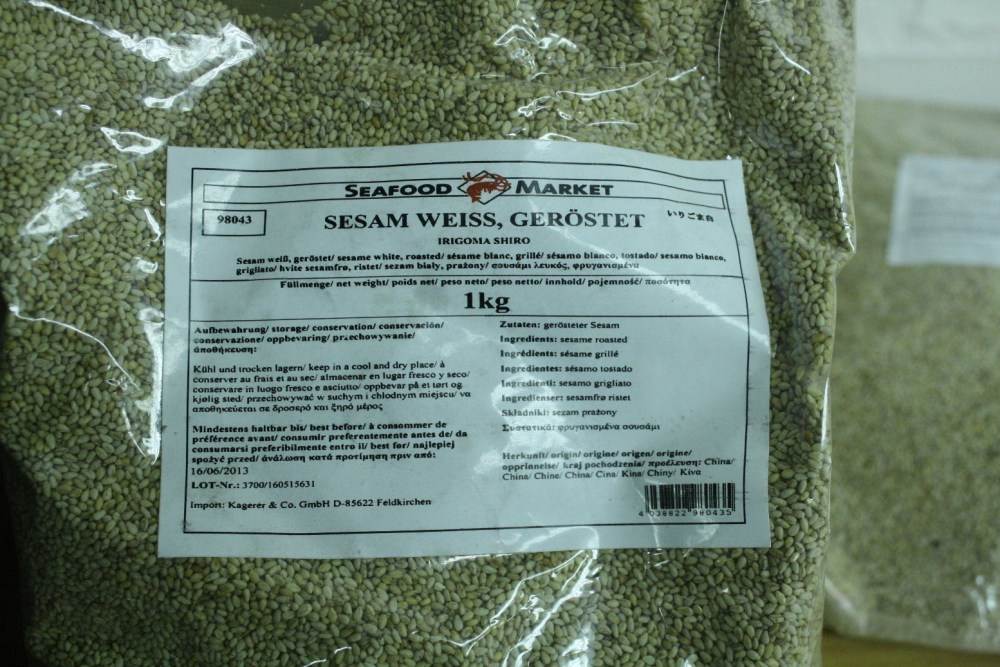 SEAFOOD MARKET
98043
SESAM WEISS, GERÖSTET
いりごま白
IRIGOMA SHIRO
Sesam weiß, geröstet/ sesame white, roasted/ sésame blanc, grillé/ sésamo blanco, tostado/ sesamo bianco,
grigliato/ hvite sesamfrø, ristet/ sezam biały, prażony/ σουσάμι λευκός, φρυγανισμένα
Füllmenge/ net weight/ poids net/ peso neto/ peso netto/ innhold/ pojemność/ ποσότητα
1kg
Aufbewahrung/ storage/ conservation/ conservación/
conservazione/ oppbevaring/ przechowywanie/
αποθήκευση:
Kühl und trocken lagern/ keep in a cool and dry place/ à
conserver au frais et au sec/ almacenar en lugar fresco y seco/
conservare in luogo fresco e asciutto/ oppbevar på et tørt og
kjølig sted/ przechowywać w suchym i chłodnym miejscu/ να
αποθηκεύεται σε δροσερό και ξηρό μέρος
Mindestens haltbar bis/ best before/ à consommer de
préférence avant/ consumir preferentemente antes de/ da
consumarsi preferibilmente entro il/ best før/ najlepiej
spożyć przed/ ανάλωση κατά προτίμηση πριν από:
16/06/2013
LOT-Nr.: 3700/160515631
Import: Kagerer & Co. GmbH D-85622 Feldkirchen
Zutaten: gerösteter Sesam
Ingredients: sesame roasted
Ingrédients: sésame grillé
Ingredientes: sésamo tostado
Ingredienti: sesamo grigliato
Ingredienser: sesamfrø ristet
Składniki: sezam prażony
Συστατικά: φρυγανισμένα σουσάμι
Herkunft/ origin/ origine/ origen/ origine/
opprinnelse/ kraj pochodzenia/ προέλευση: China/
China/ Chine/ China/ Cina/ Kina/ Chiny/ Κίνα
4 038822 980435